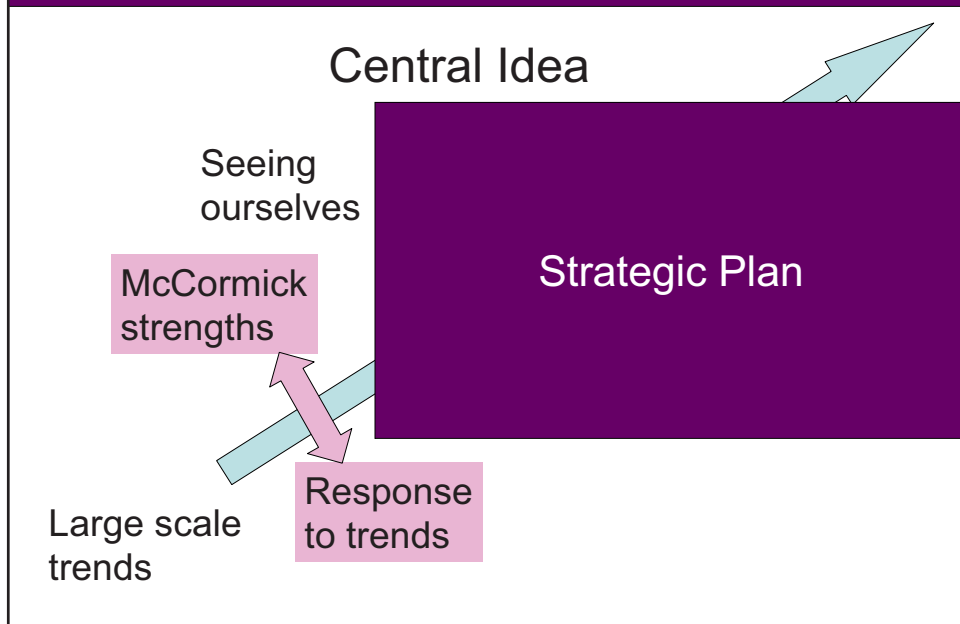 Central Idea
Seeing
ourselves
Strategic Plan
McCormick
strengths
Response
to trends
Large scale
trends